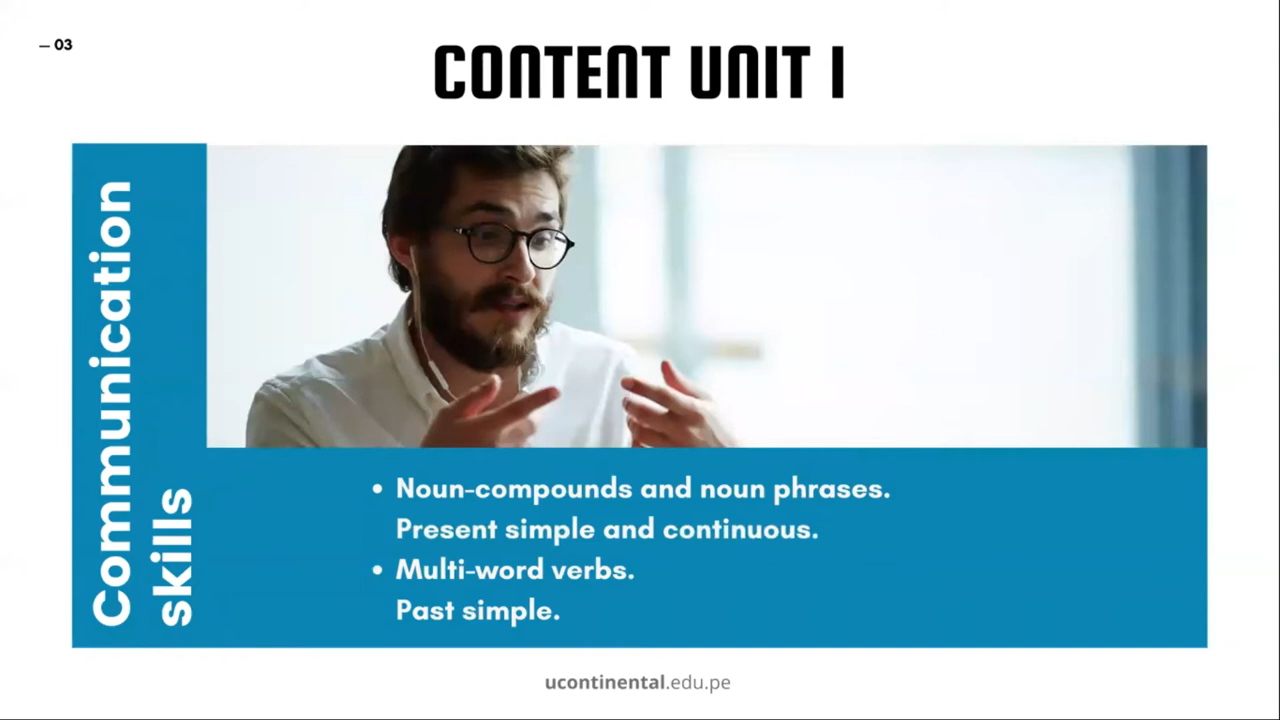 — 03
CONTENT UNIT I
Communication
skills
• Noun-compounds and noun phrases.
Present simple and continuous.
• Multi-word verbs.
Past simple.
ucontinental.edu.pe